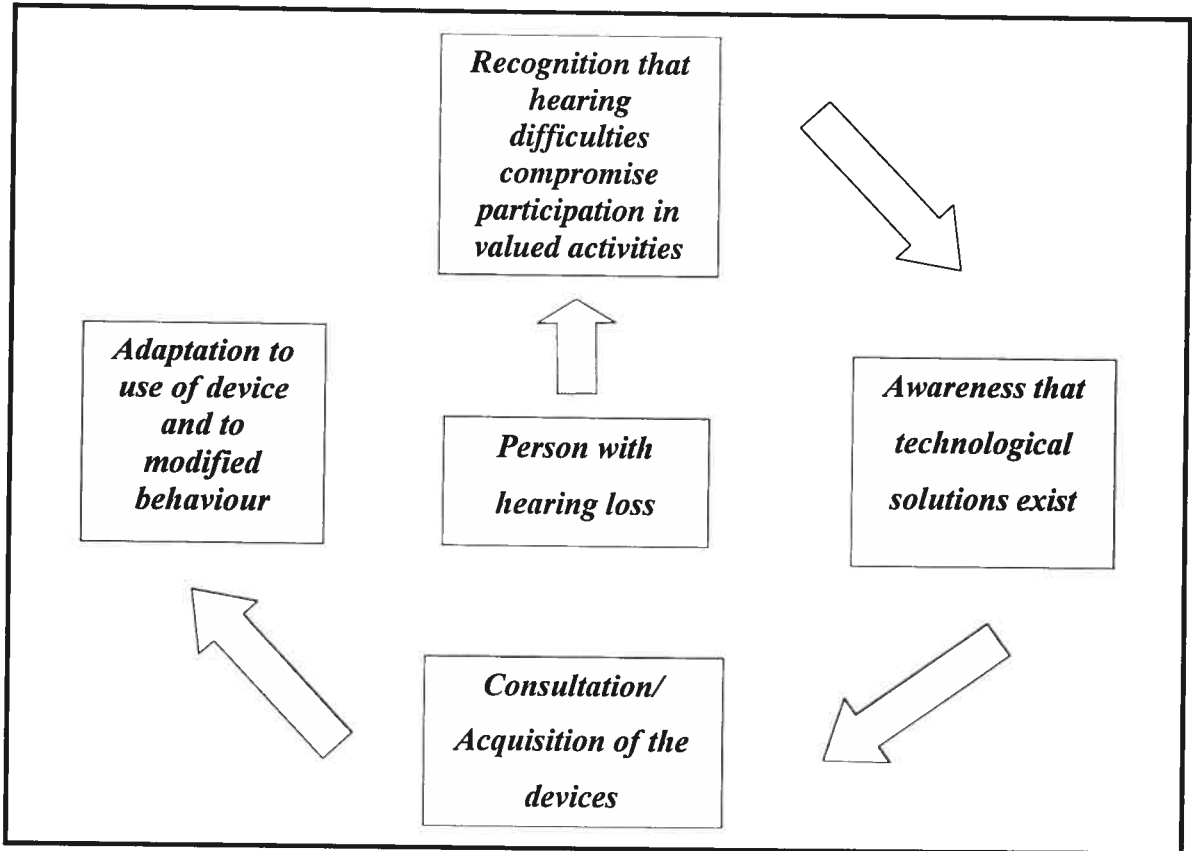 Recognition that
hearing
difficulties
compromise
participation in
valued activities
Adaptation to
use of device
and to
modified
behaviour
Person with
hearing loss
Awareness that
technological
solutions exist
Consultation/
Acquisition of the
devices